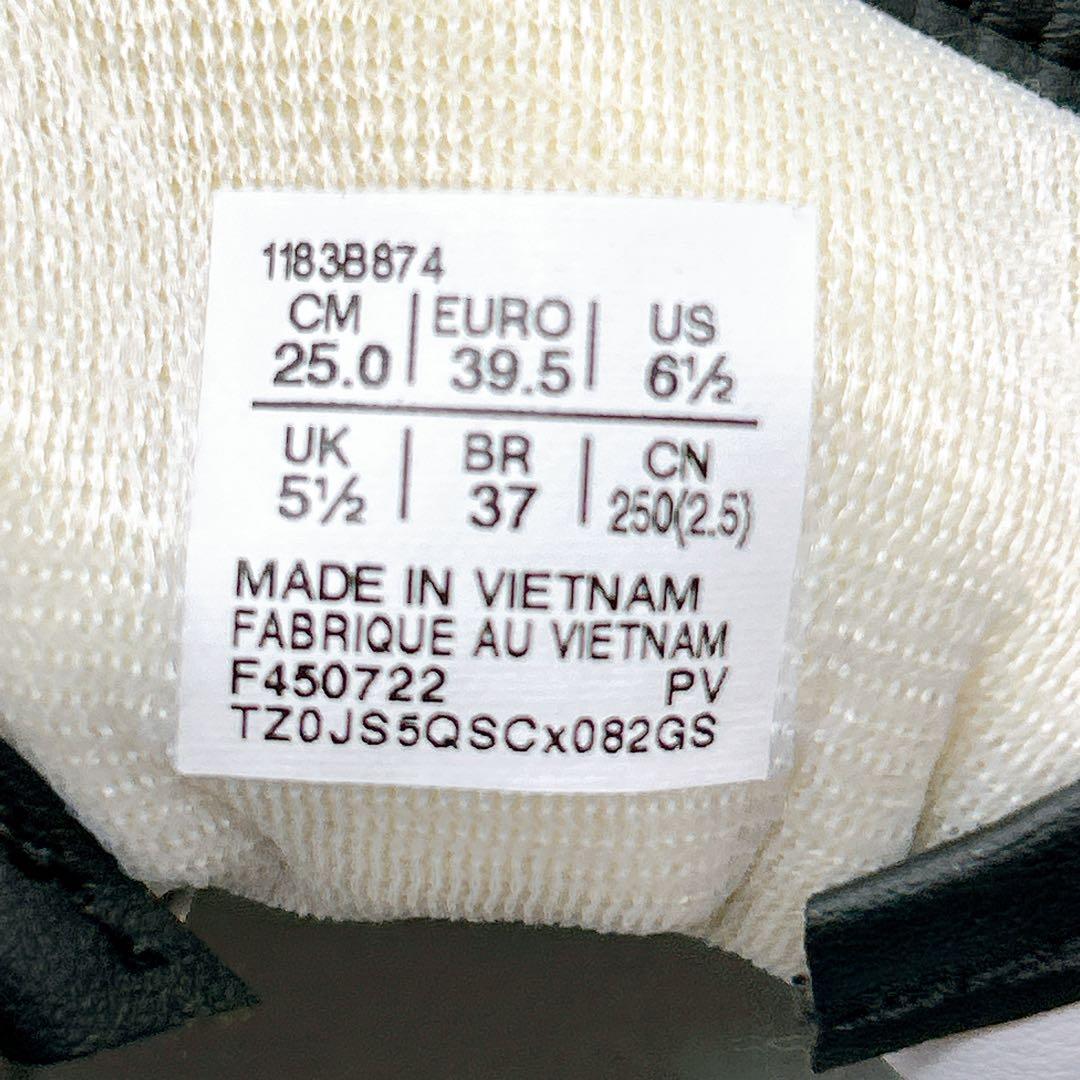 1183B874
CM | EURO | US
25.0 | 39.5 | 6½
UK | BR | CN
5½ | 37 | 250(2.5)
MADE IN VIETNAM
FABRIQUE AU VIETNAM
F450722 PV
TZ0JS5QSCx082GS